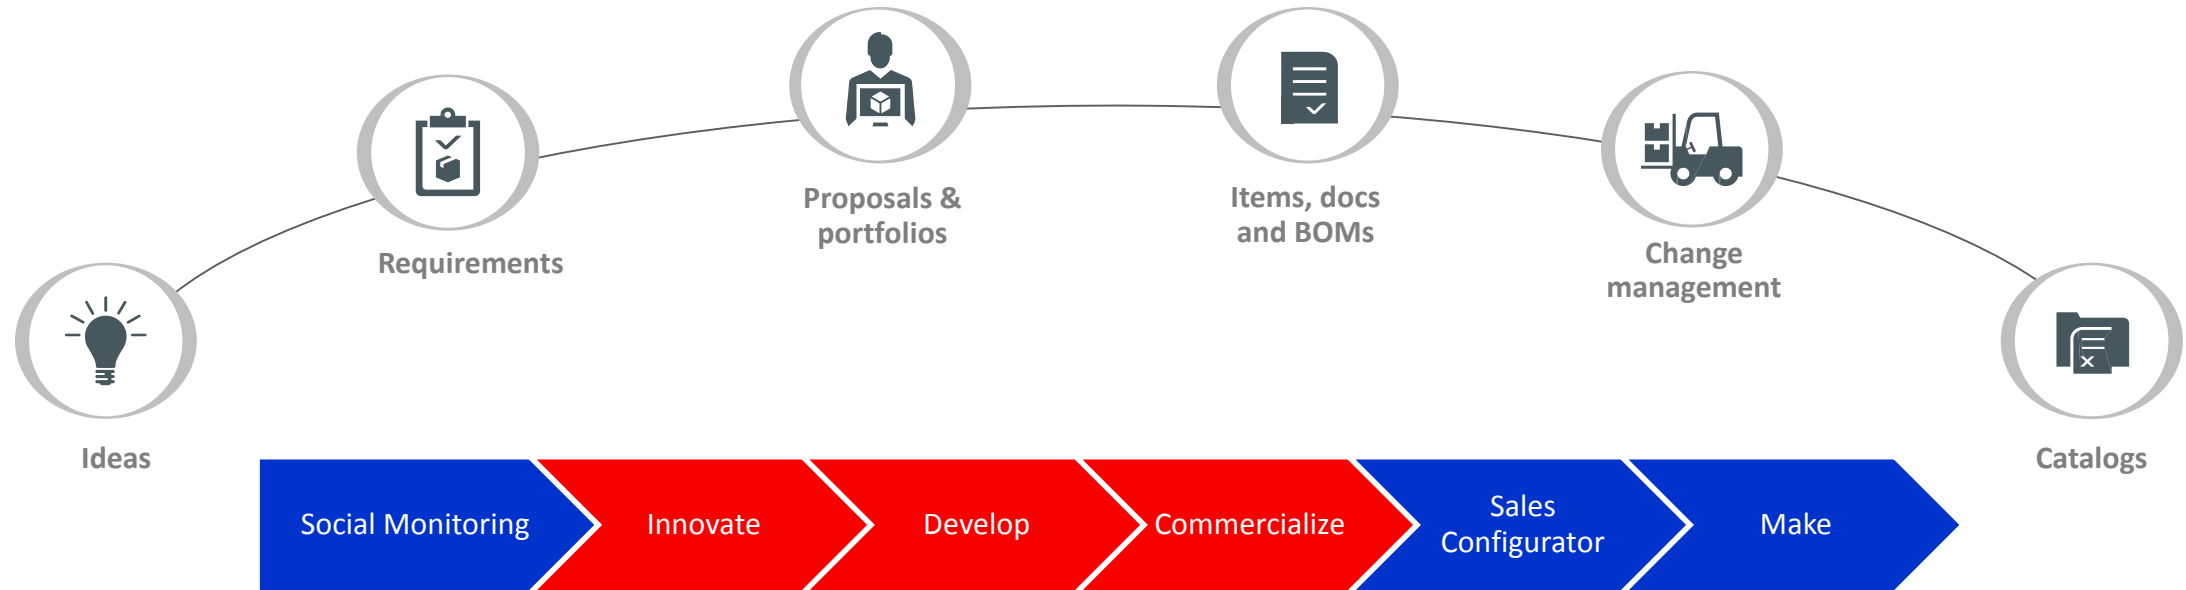 Ideas
Requirements
Proposals &
portfolios
Items, docs
and BOMs
Change
management
Catalogs
Social Monitoring
Innovate
Develop
Commercialize
Sales
Configurator
Make